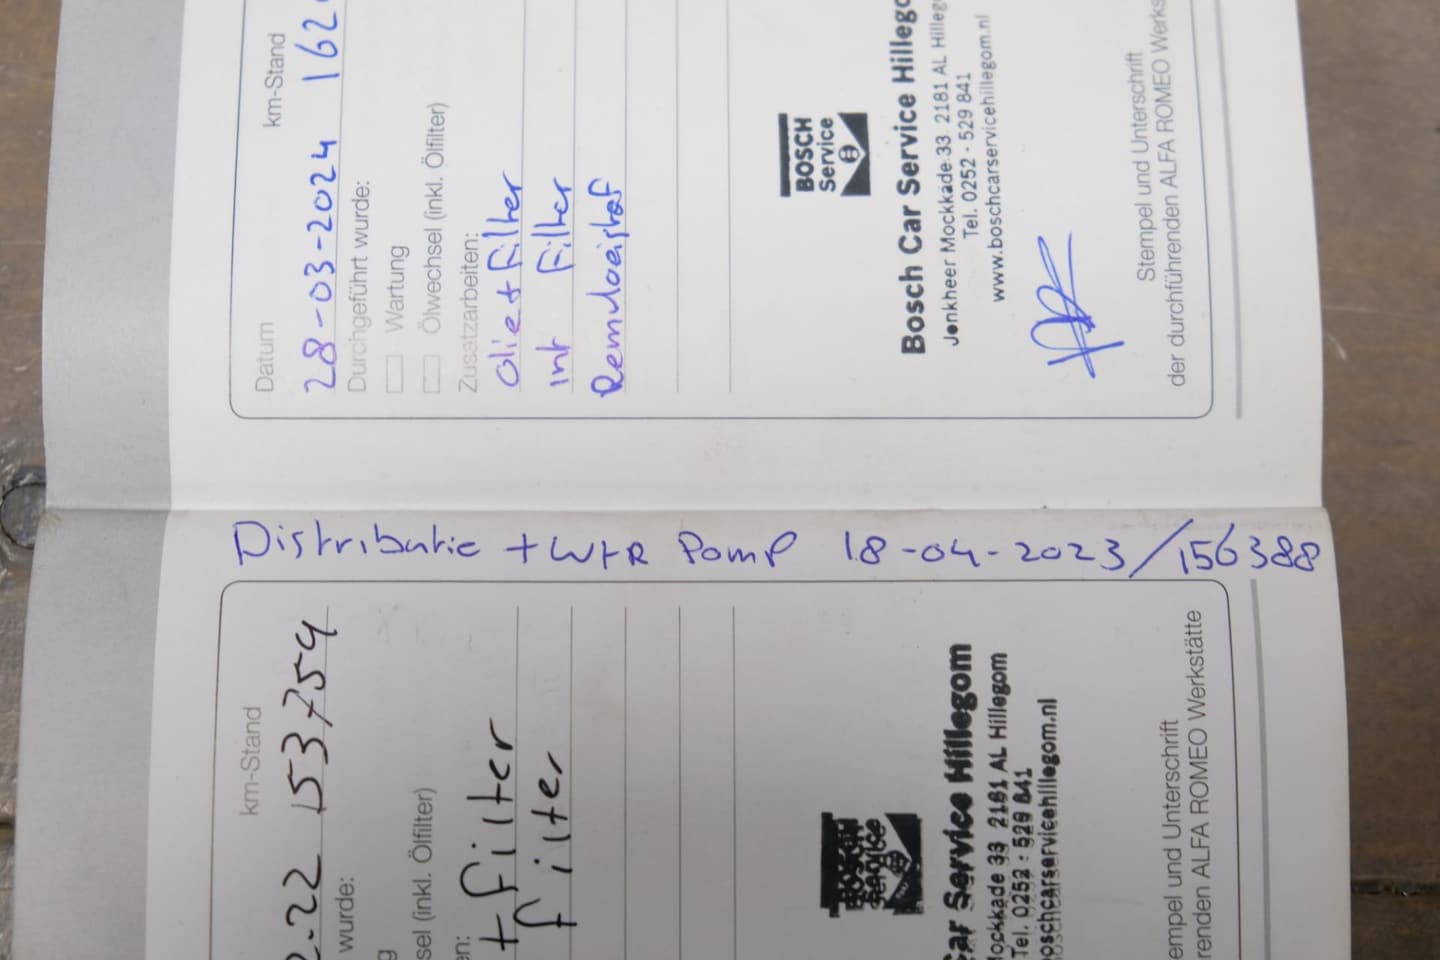 Datum km-Stand
28-03-2024 162
Durchgeführt wurde:
Wartung
Ölwechsel (inkl. Ölfilter)
Zusatzarbeiten:
Olie + filter
Int filter
Remvloeistof
BOSCH
Service
Bosch Car Service Hillego
Jonkheer Mockkade 33 2181 AL Hilleg
Tel. 0252 - 529 841
www.boschcarservicehillegom.nl
Stempel und Unterschrift
der durchführenden ALFA ROMEO Werks
Distributie + WTR Pomp 18-04-2023/156388
km-Stand
-22 153754
wurde:
sel (inkl. Ölfilter)
en:
+ filter
filter
BOSCH
Service
Car Service Hillegom
Mockkade 33 2181 AL Hillegom
Tel. 0252 - 529 841
oschcarservicehillegom.nl
empel und Unterschrift
renden ALFA ROMEO Werkstätte